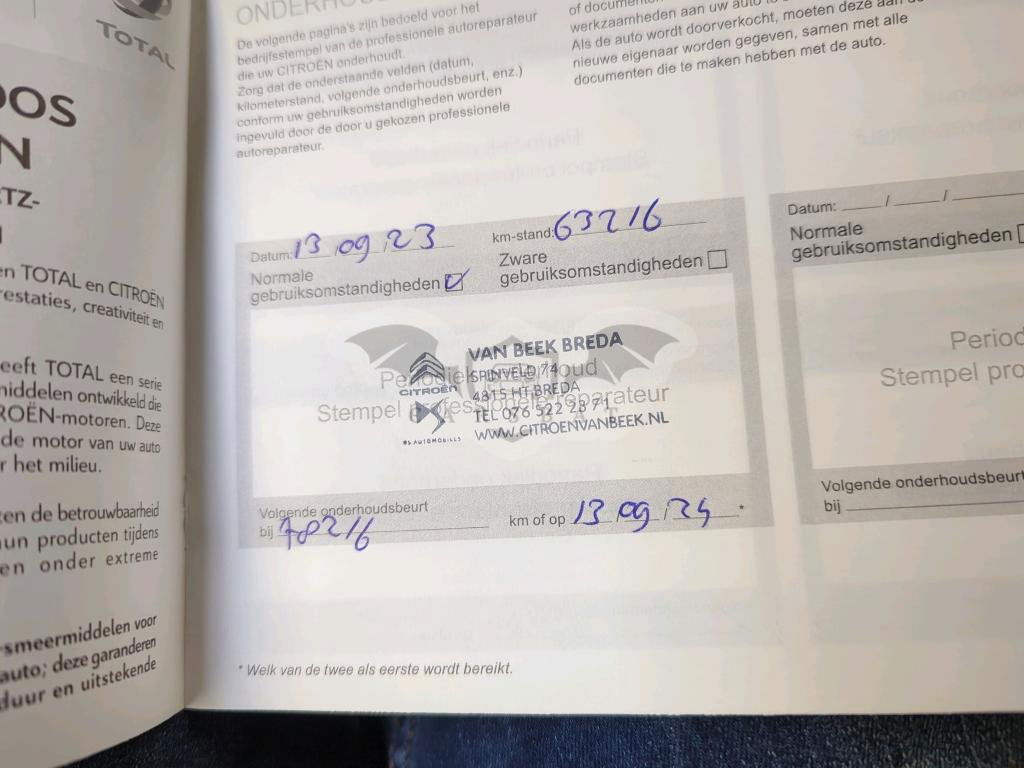 TOTAL
OOS
N
TZ-
en TOTAL en CITROËN
restaties, creativiteit en
eeft TOTAL een serie
middelen ontwikkeld die
ROËN-motoren. Deze
de motor van uw auto
r het milieu.
en de betrouwbaarheid
un producten tijdens
en onder extreme
smeermiddelen voor
auto; deze garanderen
duur en uitstekende
De volgende pagina's zijn bedoeld voor het
bedrijfsstempel van de professionele autoreparateur
die uw CITROËN onderhoudt.
Zorg dat de onderstaande velden (datum,
kilometerstand, volgende onderhoudsbeurt, enz.)
conform uw gebruiksomstandigheden worden
ingevuld door de door u gekozen professionele
autoreparateur.
werkzaamheden aan uw auto
Als de auto wordt doorverkocht, moeten deze aan de
nieuwe eigenaar worden gegeven, samen met alle
documenten die te maken hebben met de auto.
Datum: 13 09 23 km-stand: 63216
Normale gebruiksomstandigheden
Zware gebruiksomstandigheden
Periodiek onderhoud
Stempel professionele reparateur
CITROËN
DS AUTOMOBILES
VAN BEEK BREDA
SPINVELD 74
4815 HT BREDA
TEL 076 522 28 71
WWW.CITROENVANBEEK.NL
Volgende onderhoudsbeurt
bij 78216 km of op 13 09 24 *
* Welk van de twee als eerste wordt bereikt.
Datum: / /
Normale
gebruiksomstandigheden
Stempel pro
Volgende onderhoudsbeurt
bij